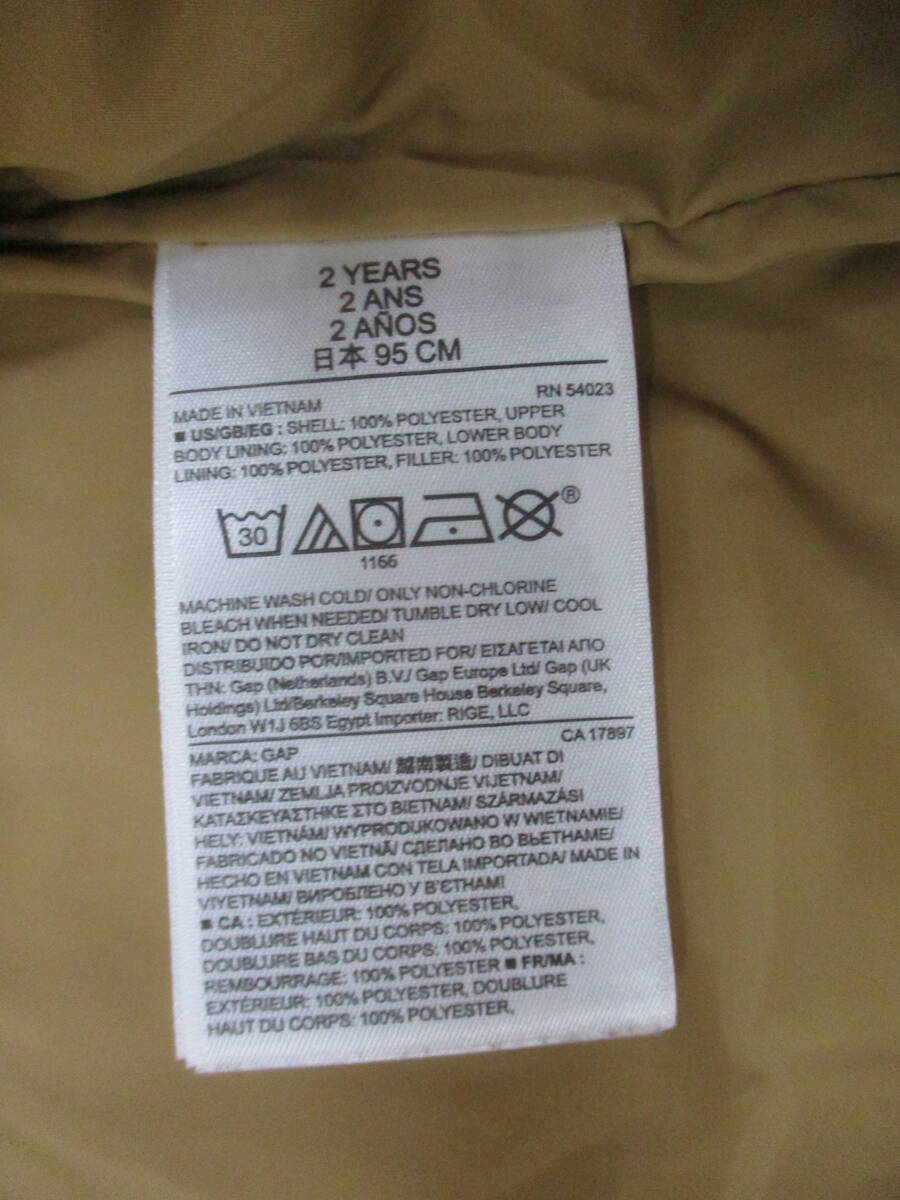 2 YEARS
2 ANS
2 AÑOS
日本 95 CM
RN 54023
MADE IN VIETNAM
■ US/GB/EG : SHELL: 100% POLYESTER, UPPER
BODY LINING: 100% POLYESTER, LOWER BODY
LINING: 100% POLYESTER, FILLER: 100% POLYESTER
30
®
1166
MACHINE WASH COLD/ ONLY NON-CHLORINE
BLEACH WHEN NEEDED/ TUMBLE DRY LOW/ COOL
IRON/ DO NOT DRY CLEAN
DISTRIBUIDO POR/IMPORTED FOR/ ΕΙΣΑΓΕΤΑΙ ΑΠΟ
ΤΗΝ: Gap (Netherlands) B.V./ Gap Europe Ltd/ Gap (UK
Holdings) Ltd/Berkeley Square House Berkeley Square,
London W1J 6BS Egypt Importer: RIGE, LLC
CA 17897
MARCA: GAP
FABRIQUE AU VIETNAM/ 越南製造/ DIBUAT DI
VIETNAM/ ZEMLJA PROIZVODNJE VIJETNAM/
ΚΑΤΑΣΚΕΥΑΣΤΗΚΕ ΣΤΟ ΒΙΕΤΝΑΜ/ SZÁRMAZÁSI
HELY: VIETNÁM/ WYPRODUKOWANO W WIETNAMIE/
FABRICADO NO VIETNÃ/ СДЕЛАНО ВО ВЬЕТНАМЕ/
HECHO EN VIETNAM CON TELA IMPORTADA/ MADE IN
VIYETNAM/ ВИРОБЛЕНО У В'ЄТНАМІ
■ CA : EXTÉRIEUR: 100% POLYESTER,
DOUBLURE HAUT DU CORPS: 100% POLYESTER,
DOUBLURE BAS DU CORPS: 100% POLYESTER,
REMBOURRAGE: 100% POLYESTER ■ FR/MA :
EXTÉRIEUR: 100% POLYESTER, DOUBLURE
HAUT DU CORPS: 100% POLYESTER,